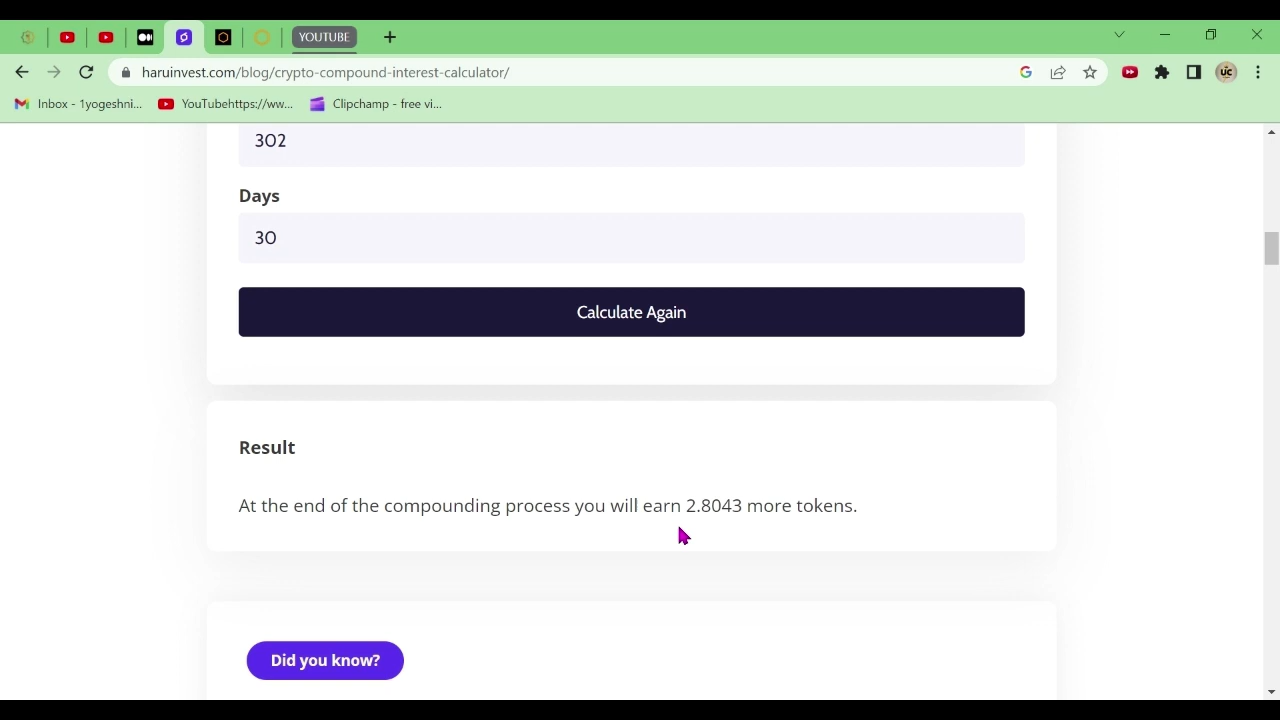 YOUTUBE
haruinvest.com/blog/crypto-compound-interest-calculator/
UC
Inbox - 1yogeshni... YouTubehttps://ww... Clipchamp - free vi...
302
Days
30
Calculate Again
Result
At the end of the compounding process you will earn 2.8043 more tokens.
Did you know?